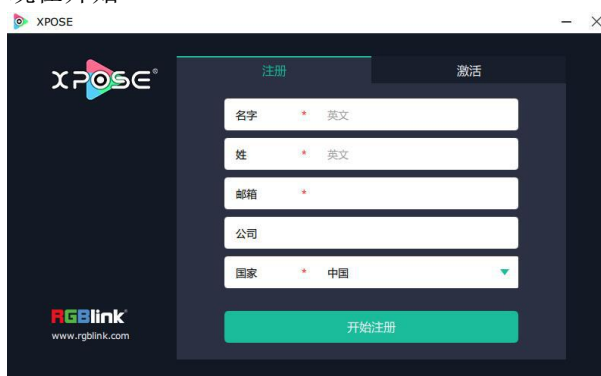 XPOSE
XPOSE®
注册
激活
名字 * 英文
姓 * 英文
邮箱 *
公司
国家 * 中国
开始注册
RGBlink®
www.rgblink.com